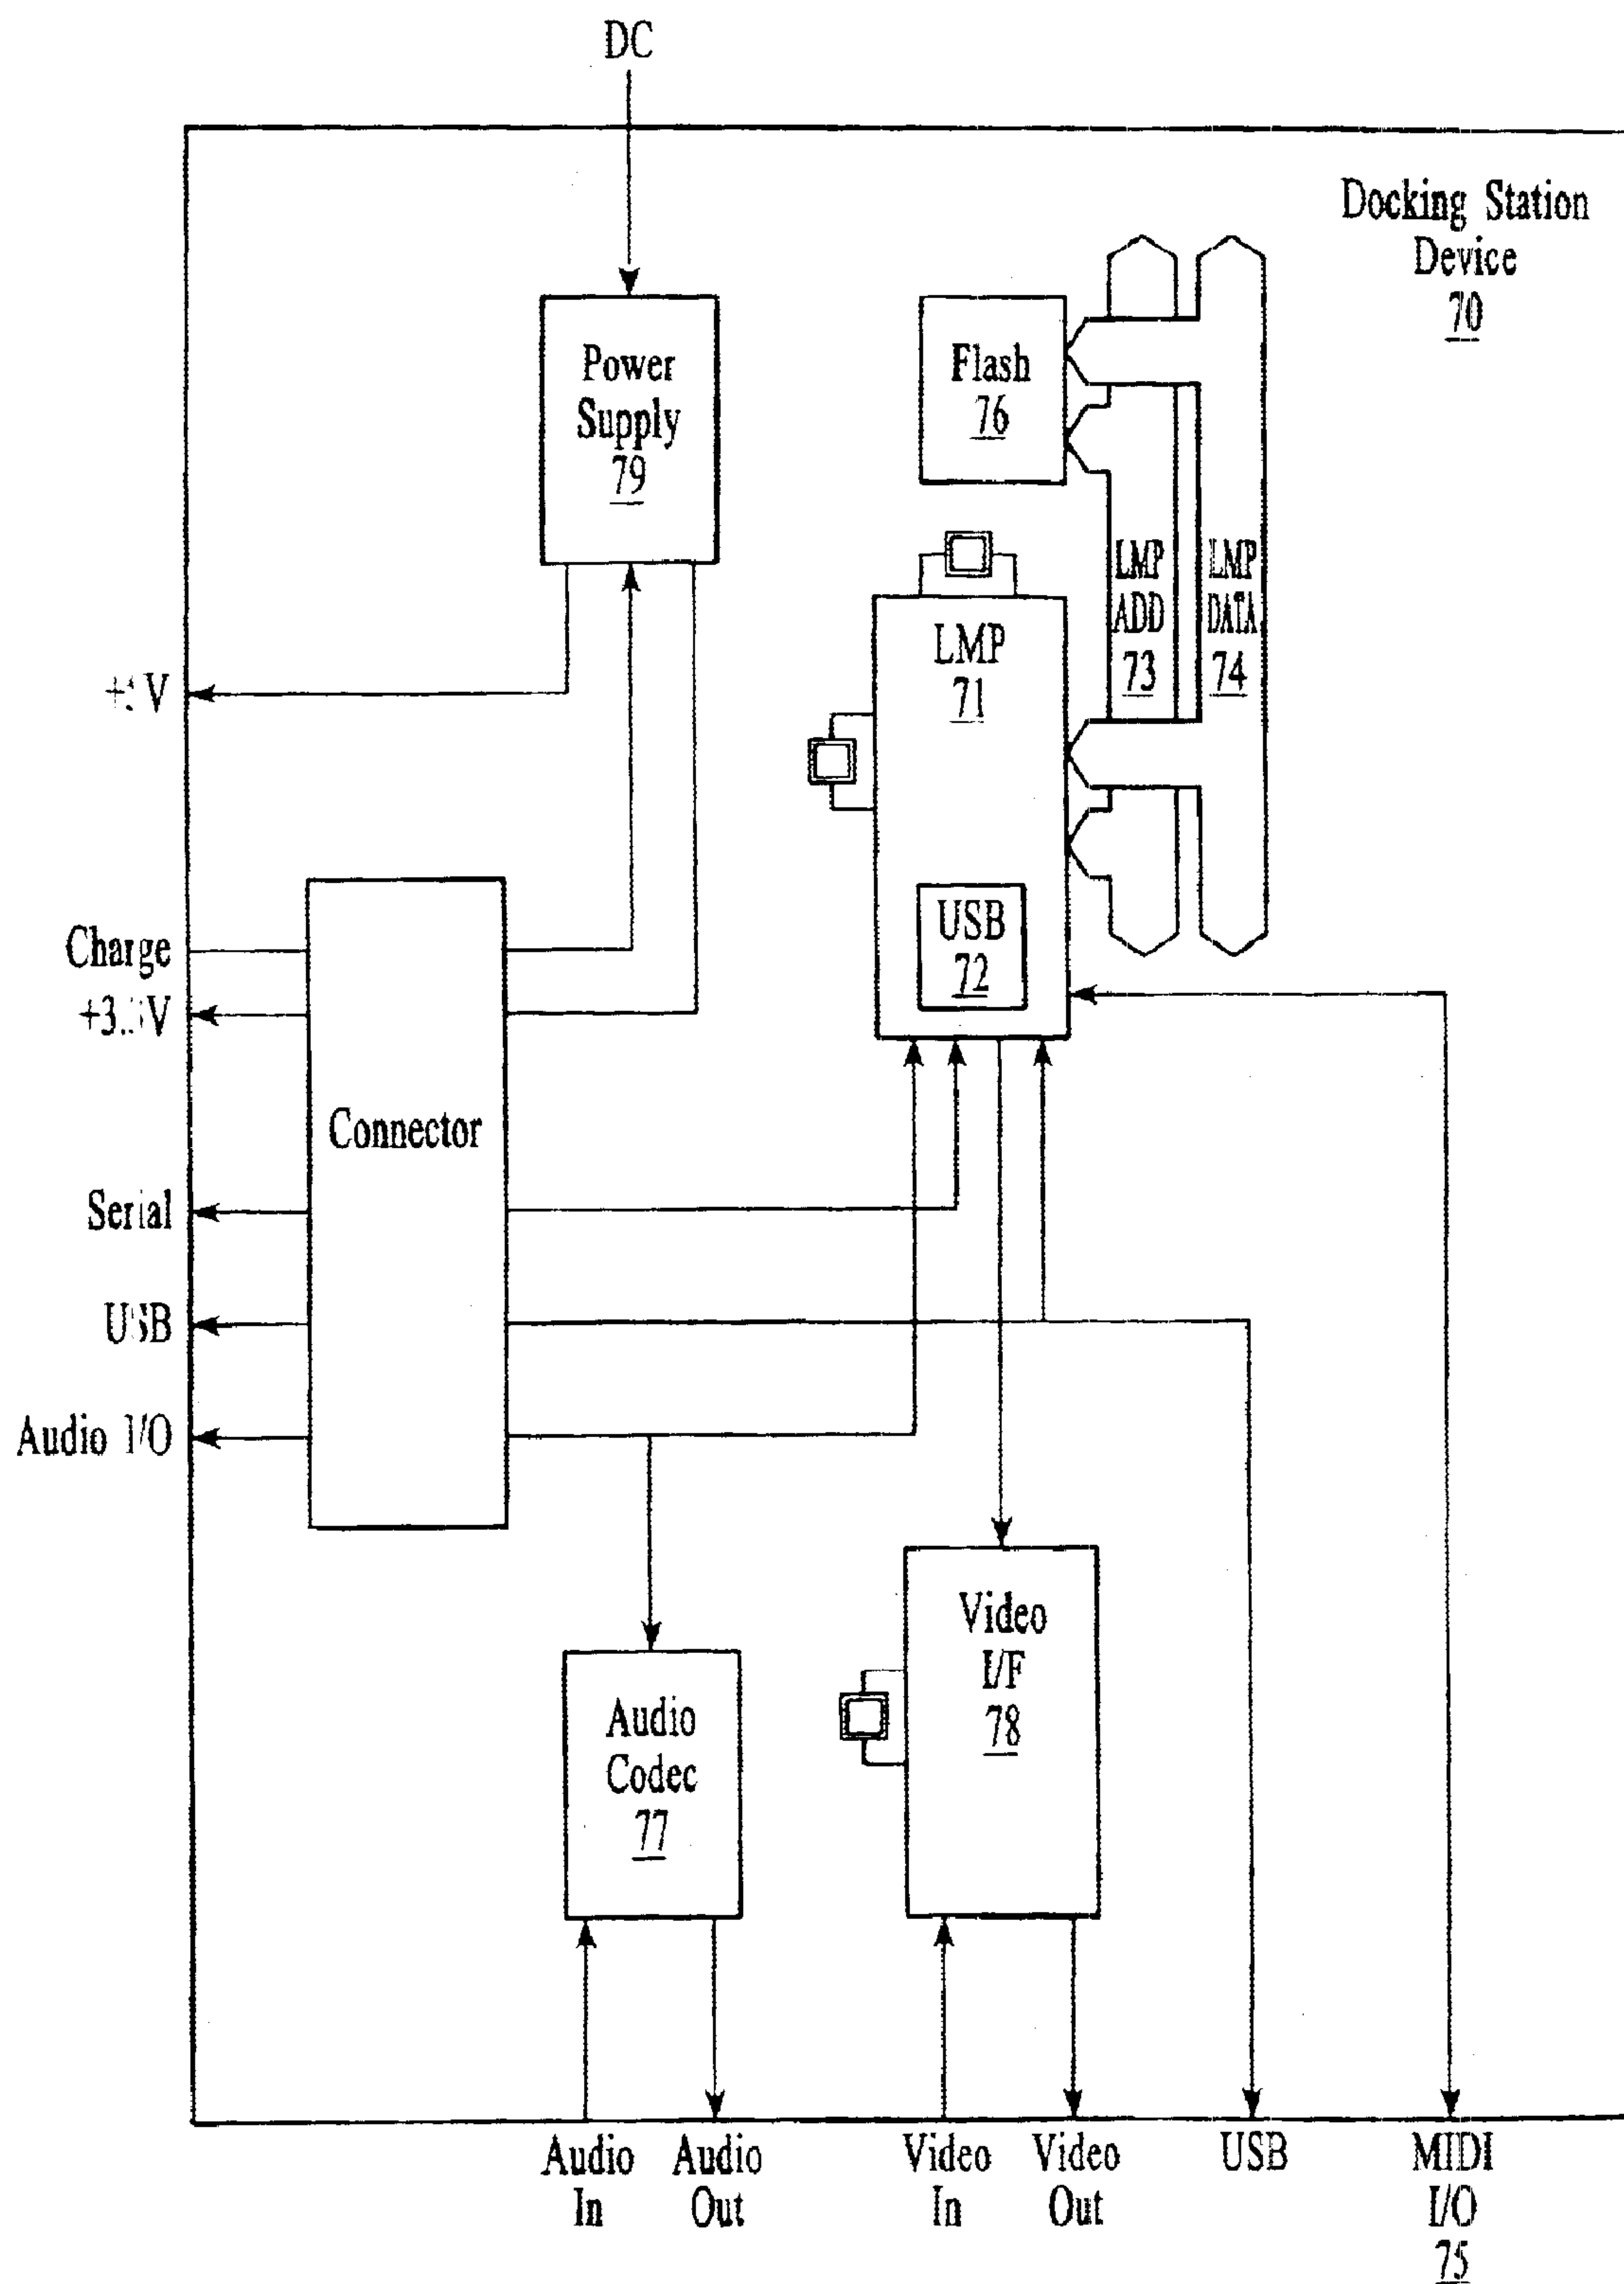 DC
Docking Station
Device
70
Power
Supply
79
Flash
76
LMP
ADD
73
LMP
DATA
74
LMP
71
USB
72
Charge
Connector
Serial
USB
Audio I/O
Video
I/F
78
Audio
Codec
77
Audio
In
Audio
Out
Video
In
Video
Out
USB
MIDI
I/O
75